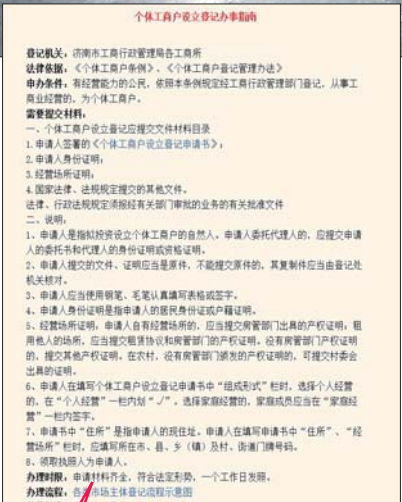 个体工商户设立登记办事指南
登记机关：济南市工商行政管理局各工商所
法律依据：《个体工商户条例》、《个体工商户登记管理办法》
申办条件：有经营能力的公民，依照本条例规定经工商行政管理部门登记，从事工
商业经营的，为个体工商户。
需要提交材料：
一、个体工商户设立登记应提交文件材料目录
1.申请人签署的《个体工商户设立登记申请书》；
2.申请人身份证明；
3.经营场所证明；
4.国家法律、法规规定提交的其他文件。
法律、行政法规规定须报经有关部门审批的业务的有关批准文件
二、说明：
1、申请人是指拟投资设立个体工商户的自然人。申请人委托代理人的，应提交申请
人的委托书和代理人的身份证明或资格证明。
2、申请人提交的文件、证明应当是原件，不能提交原件的，其复制件应当由登记处
机关核对。
3、申请人应当使用钢笔、毛笔认真填写表格或签字。
4、申请人身份证明是指申请人的居民身份证或户籍证明。
5、经营场所证明，申请人自有经营场所的，应当提交房管部门出具的产权证明；租
用他人的场所，应当提交租赁协议和房管部门的产权证明，没有房管部门产权证明
的，提交其他产权证明。在农村，没有房管部门颁发的产权证明的，可提交村委会
出具的证明。
6、申请人在填写个体工商户设立登记申请书中“组成形式”栏时，选择个人经营
的，在“个人经营”一栏内划“√”。选择家庭经营的，家庭成员应当在“家庭经
营”一栏内签字。
7、申请书中“住所”是指申请人的现住址。申请人在填写申请书中“住所”、“经
营场所”栏时，应填写所在市、县、乡（镇）及村、街道门牌号码。
8、领取执照人为申请人。
办理时限：申请材料齐全，符合法定形势，一个工作日发照。
办理流程：各类市场主体登记流程示意图